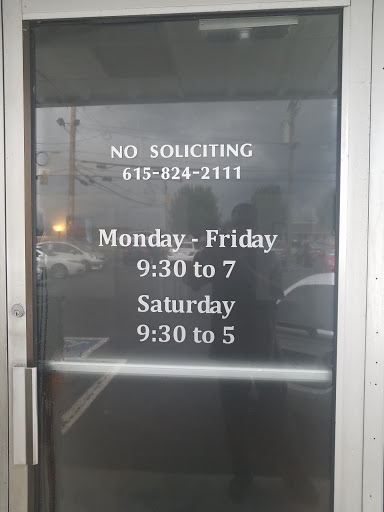 NO SOLICITING
615-824-2111
Monday - Friday
9:30 to 7
Saturday
9:30 to 5